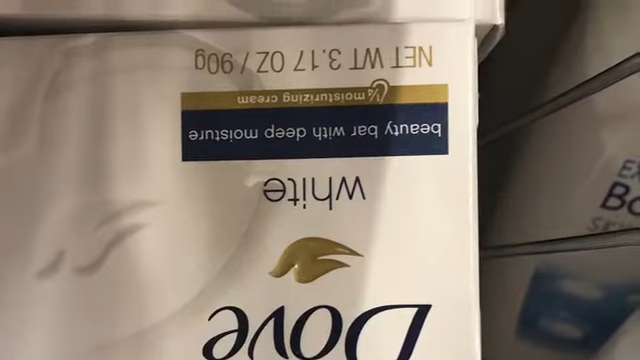 Dove
white
beauty bar with deep moisture
¼ moisturizing cream
NET WT 3.17 OZ / 90g